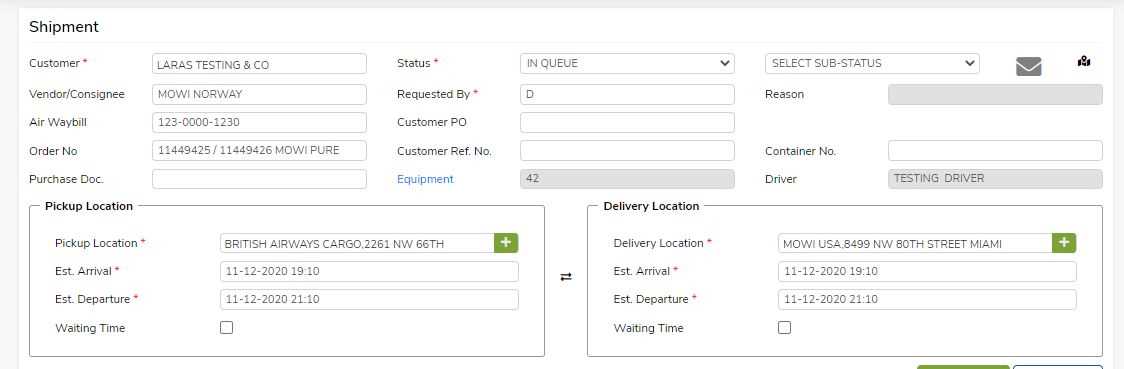 Shipment
Customer * LARAS TESTING & CO Status * IN QUEUE SELECT SUB-STATUS
Vendor/Consignee MOWI NORWAY Requested By * D Reason
Air Waybill 123-0000-1230 Customer PO
Order No 11449425 / 11449426 MOWI PURE Customer Ref. No. Container No.
Purchase Doc. Equipment 42 Driver TESTING DRIVER
Pickup Location
Pickup Location * BRITISH AIRWAYS CARGO,2261 NW 66TH +
Est. Arrival * 11-12-2020 19:10
Est. Departure * 11-12-2020 21:10
Waiting Time
Delivery Location
Delivery Location * MOWI USA,8499 NW 80TH STREET MIAMI +
Est. Arrival * 11-12-2020 19:10
Est. Departure * 11-12-2020 21:10
Waiting Time